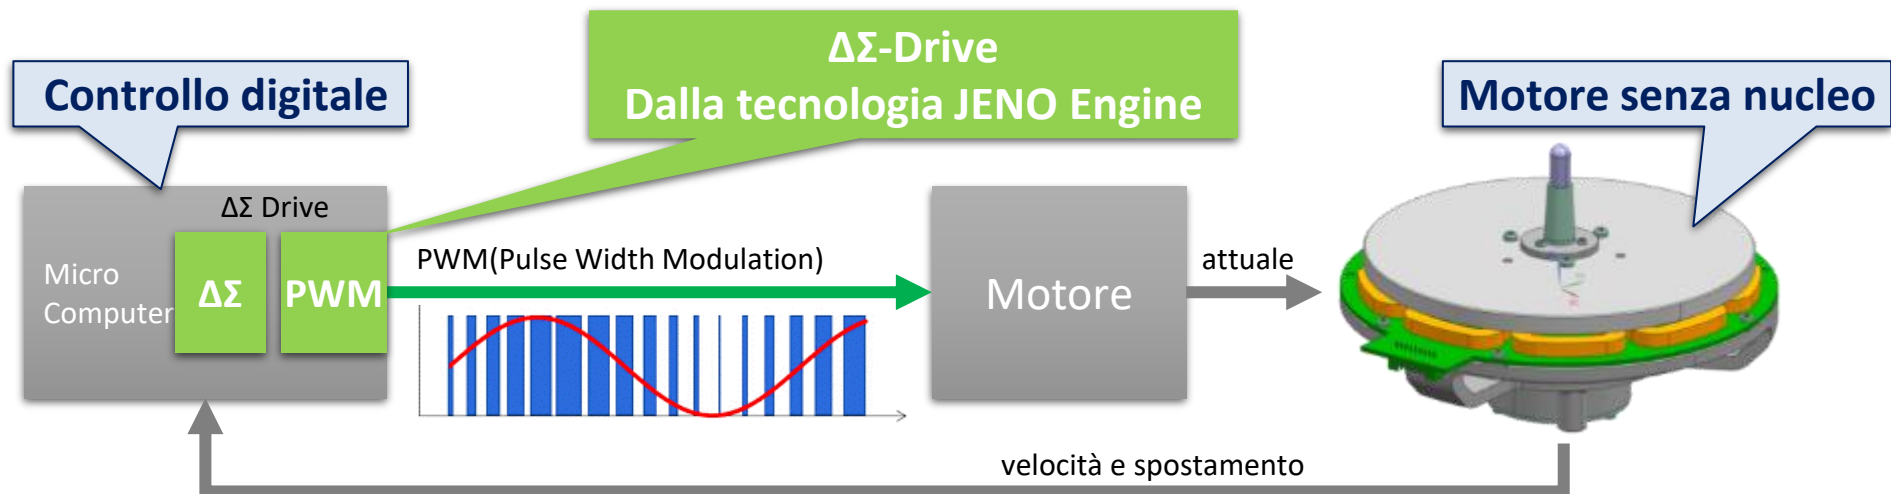 ΔΣ-Drive
Dalla tecnologia JENO Engine
Controllo digitale
Motore senza nucleo
ΔΣ Drive
Micro
Computer
ΔΣ
PWM
PWM(Pulse Width Modulation)
Motore
attuale
velocità e spostamento